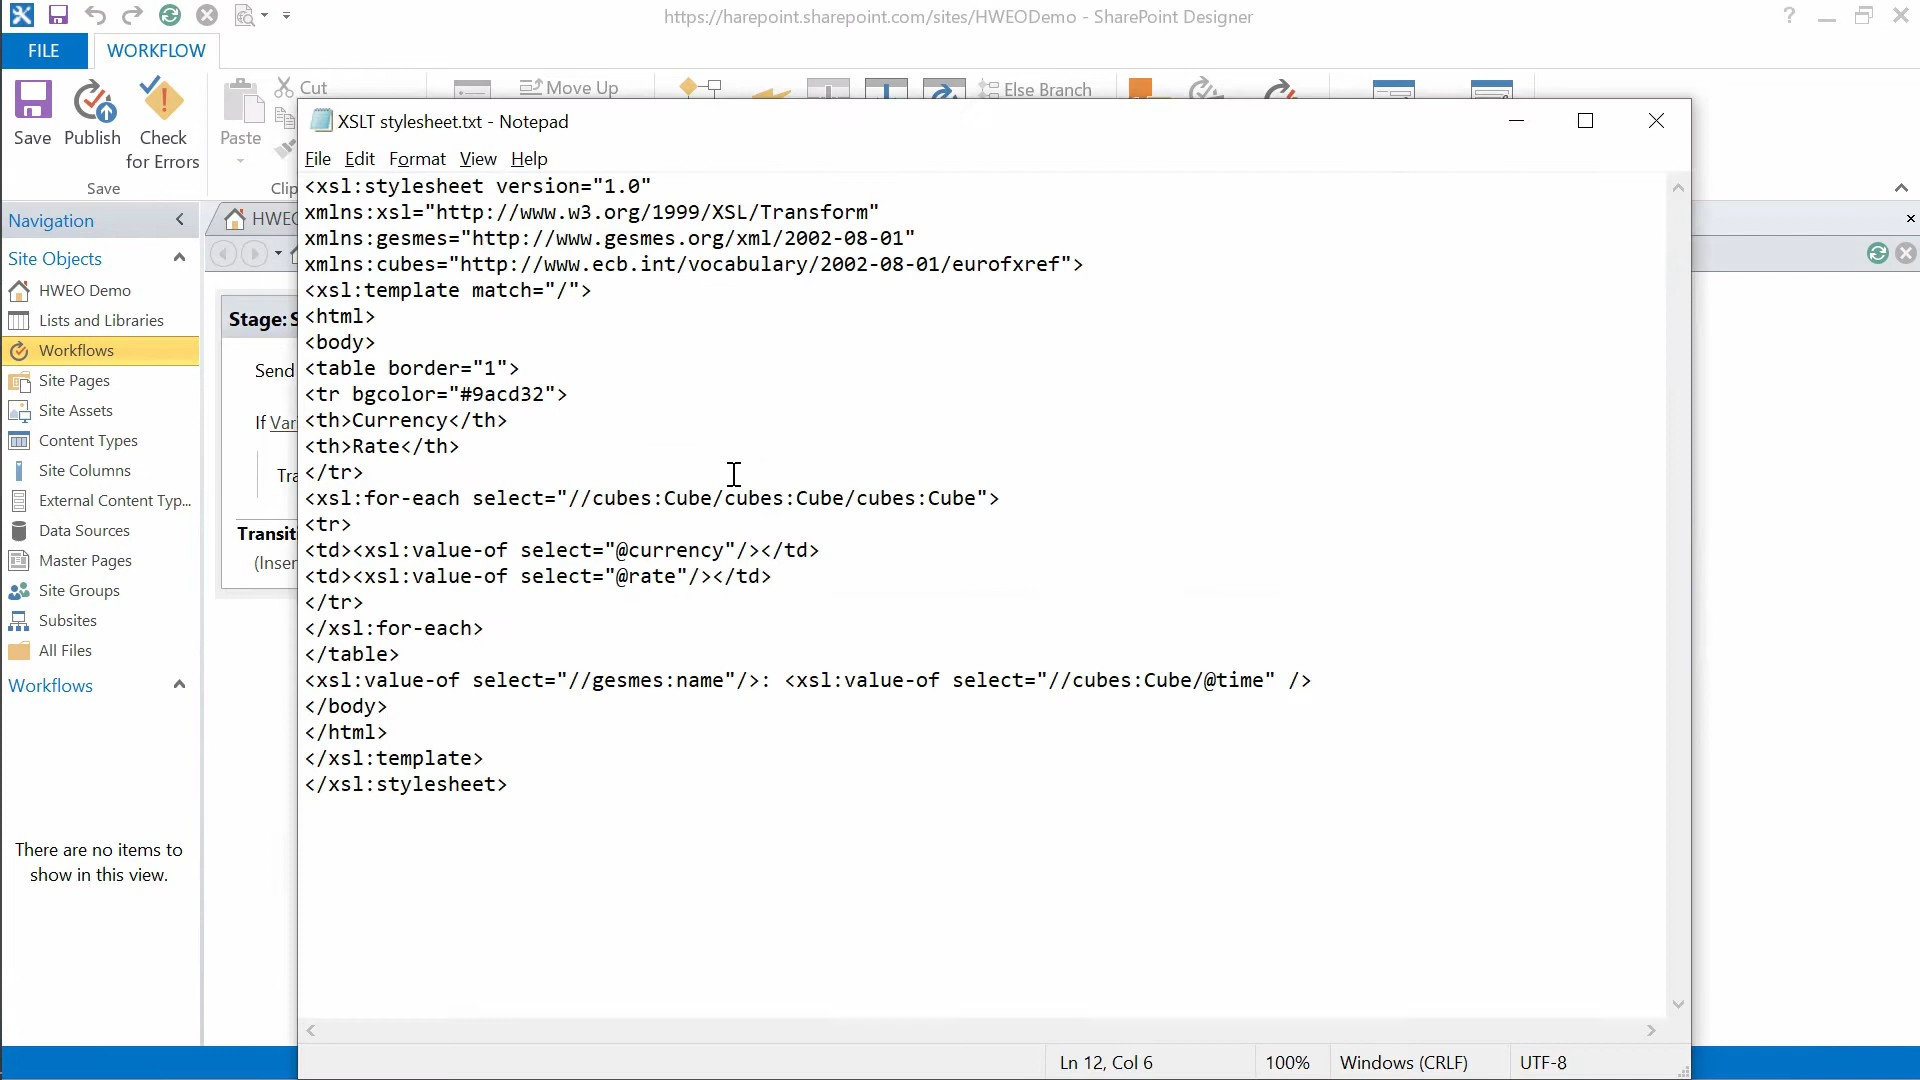 https://harepoint.sharepoint.com/sites/HWEODemo - SharePoint Designer
FILE
WORKFLOW
Save
Publish
Check
for Errors
Save
Paste
Cut
Clip
Move Up
Else Branch
XSLT stylesheet.txt - Notepad
File Edit Format View Help
<xsl:stylesheet version="1.0"
xmlns:xsl="http://www.w3.org/1999/XSL/Transform"
xmlns:gesmes="http://www.gesmes.org/xml/2002-08-01"
xmlns:cubes="http://www.ecb.int/vocabulary/2002-08-01/eurofxref">
<xsl:template match="/">
<html>
<body>
<table border="1">
<tr bgcolor="#9acd32">
<th>Currency</th>
<th>Rate</th>
</tr>
<xsl:for-each select="//cubes:Cube/cubes:Cube/cubes:Cube">
<tr>
<td><xsl:value-of select="@currency"/></td>
<td><xsl:value-of select="@rate"/></td>
</tr>
</xsl:for-each>
</table>
<xsl:value-of select="//gesmes:name"/>: <xsl:value-of select="//cubes:Cube/@time" />
</body>
</html>
</xsl:template>
</xsl:stylesheet>
Ln 12, Col 6
100%
Windows (CRLF)
UTF-8
Navigation
Site Objects
HWEO Demo
Lists and Libraries
Workflows
Site Pages
Site Assets
Content Types
Site Columns
External Content Typ...
Data Sources
Master Pages
Site Groups
Subsites
All Files
Workflows
There are no items to
show in this view.
HWEO
Stage: S
Send
If Var
Tra
Transiti
(Inser